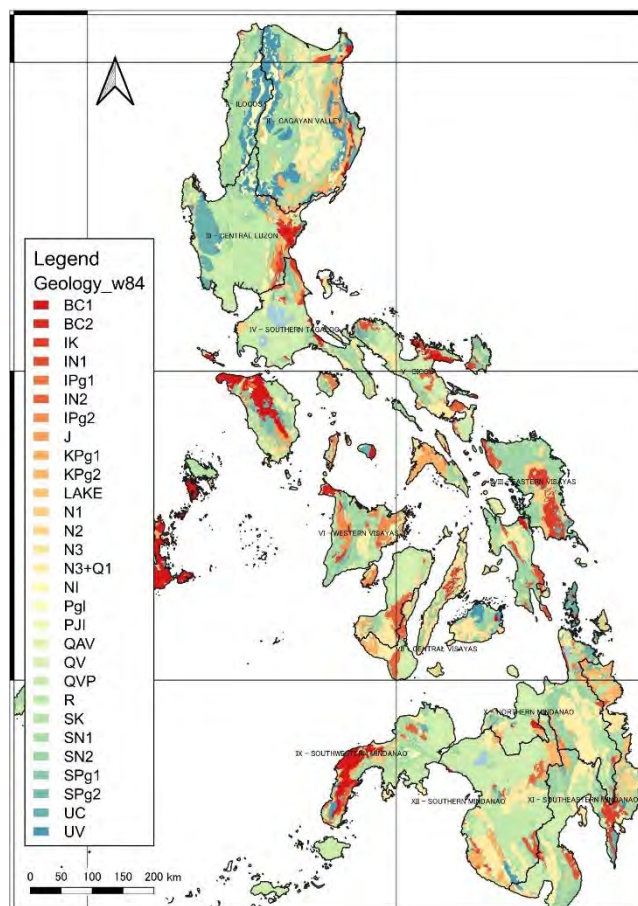 I - ILOCOS
II - CAGAYAN VALLEY
III - CENTRAL LUZON
IV - SOUTHERN TAGALOG
VIII - EASTERN VISAYAS
VI - WESTERN VISAYAS
VII - CENTRAL VISAYAS
X - NORTHERN MINDANAO
IX - SOUTHWESTERN MINDANAO
XII - SOUTHERN MINDANAO
XI - SOUTHEASTERN MINDANAO
Legend
Geology_w84
BC1
BC2
IK
IN1
IPg1
IN2
IPg2
J
KPg1
KPg2
LAKE
N1
N2
N3
N3+Q1
NI
PgI
PJI
QAV
QV
QVP
R
SK
SN1
SN2
SPg1
SPg2
UC
UV
0 50 100 150 200 km